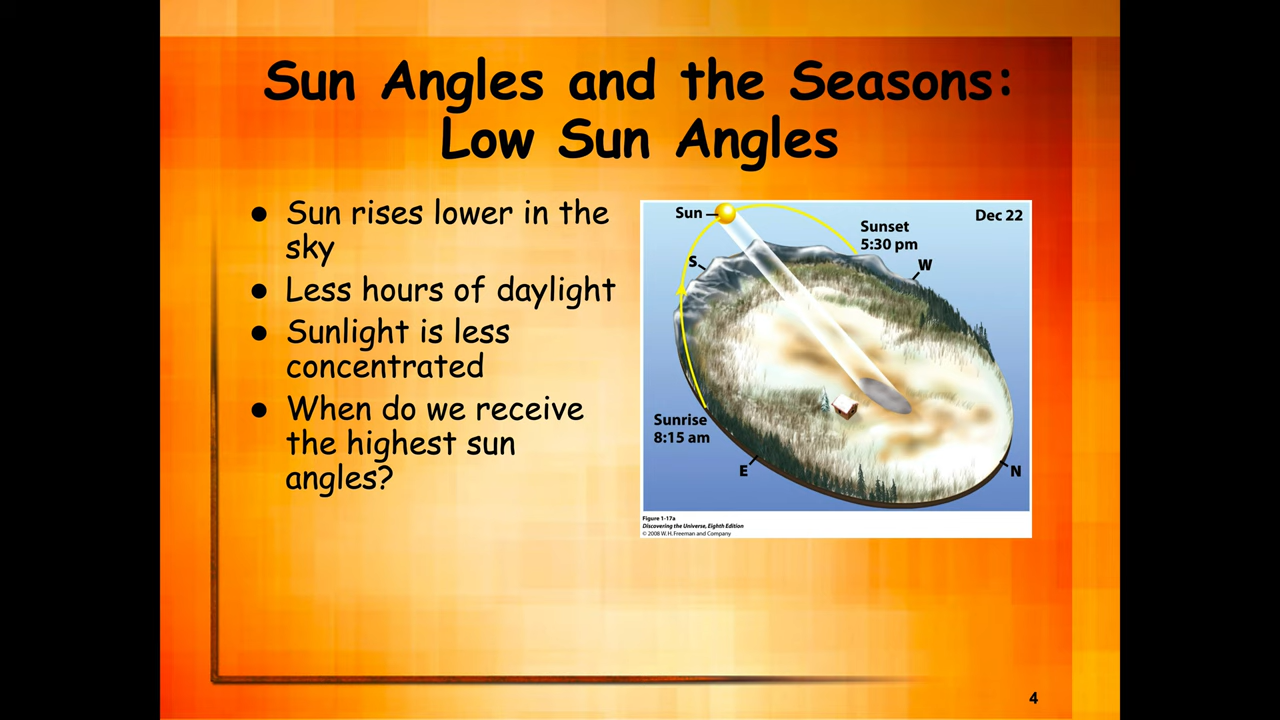 Sun Angles and the Seasons:
Low Sun Angles
● Sun rises lower in the
sky
● Less hours of daylight
● Sunlight is less
concentrated
● When do we receive
the highest sun
angles?
Sun
Dec 22
Sunset
5:30 pm
S
W
Sunrise
8:15 am
E
N
Figure 1-17a
Discovering the Universe, Eighth Edition
© 2008 W. H. Freeman and Company
4